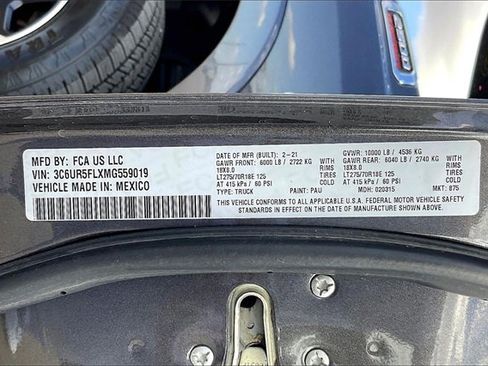 MFD BY: FCA US LLC
VIN: 3C6UR5FLXMG559019
VEHICLE MADE IN: MEXICO
DATE OF MFR (BUILT): 2-21
GAWR FRONT: 6000 LB / 2722 KG
18X8.0 RIMS
LT275/70R18E 125 TIRES
AT 415 kPa / 60 PSI COLD
TYPE: TRUCK PAINT: PAU
GVWR: 10000 LB / 4536 KG
GAWR REAR: 6040 LB / 2740 KG
18X8.0 RIMS
LT275/70R18E 125 TIRES
AT 415 kPa / 60 PSI COLD
MDH: 020315 MKT: 875
THIS VEHICLE CONFORMS TO ALL APPLICABLE U.S.A. FEDERAL MOTOR VEHICLE SAFETY
STANDARDS IN EFFECT ON THE DATE OF MANUFACTURE SHOWN ABOVE.